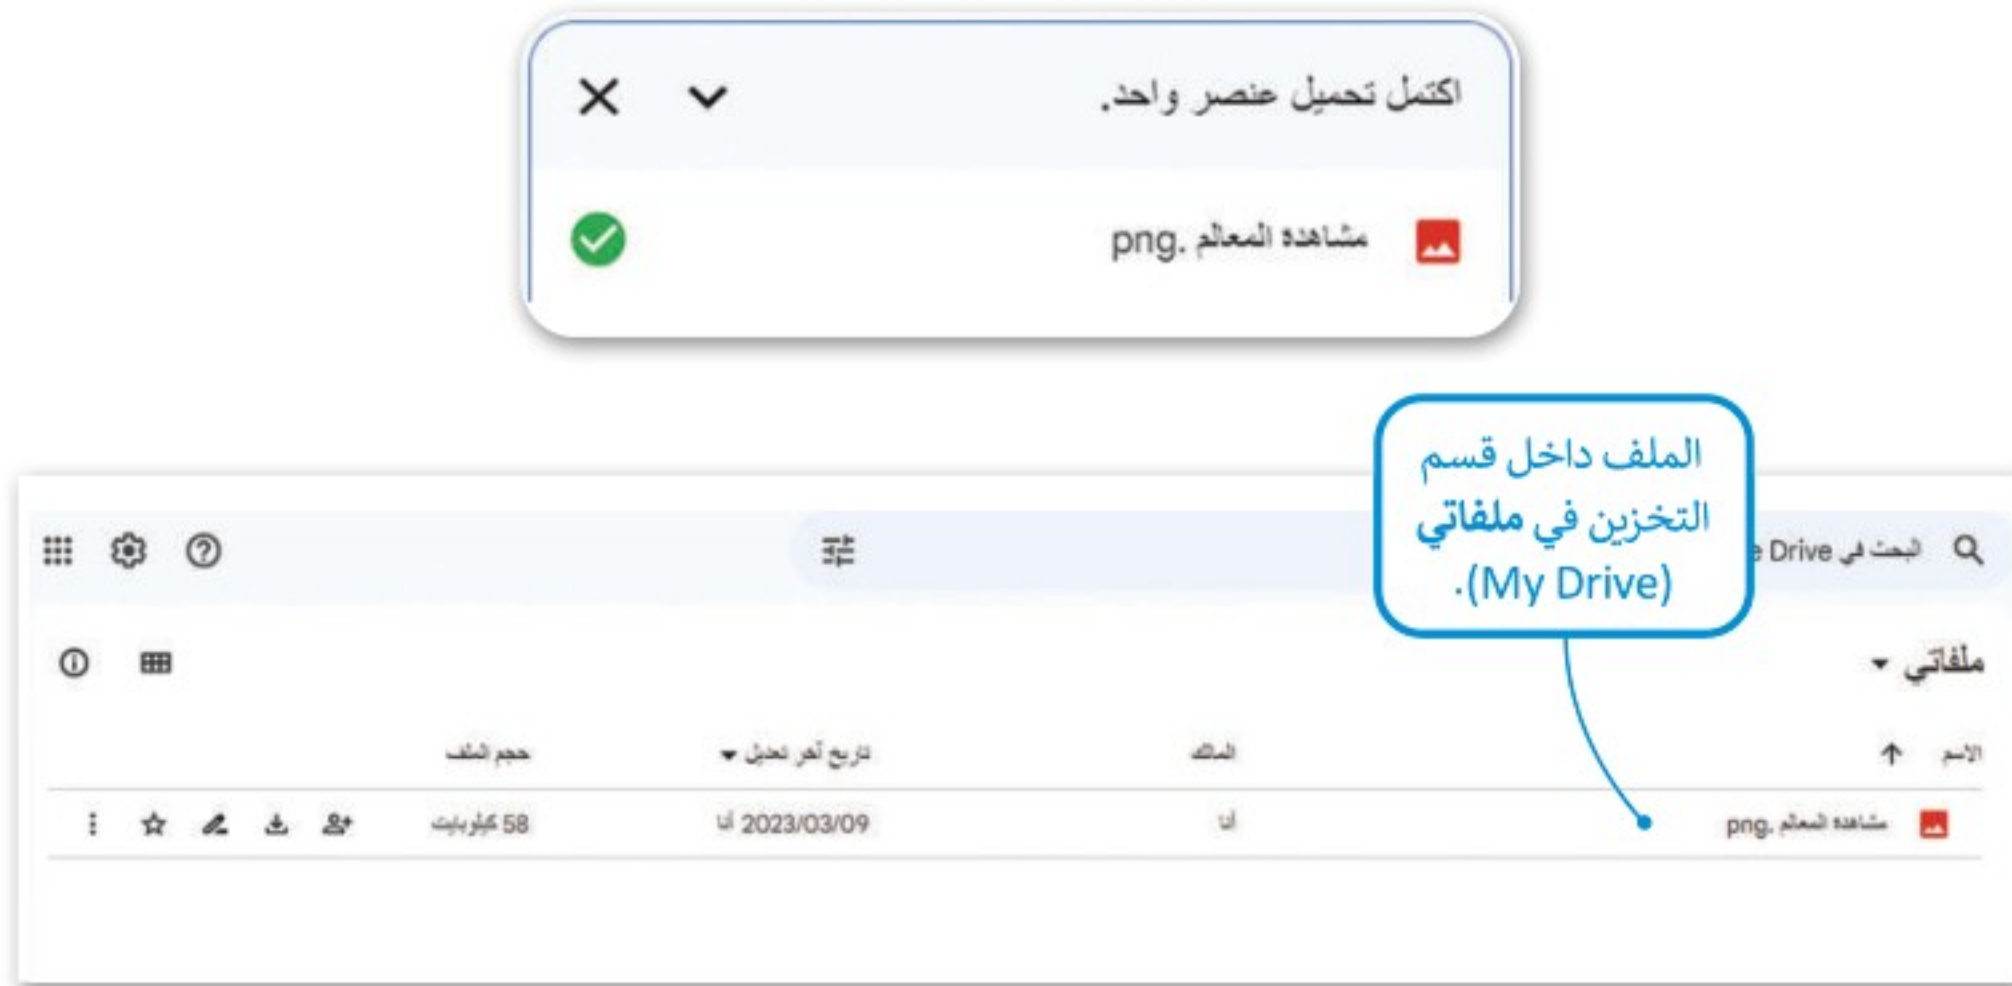 اكتمل تحميل عنصر واحد.
مشاهدة المعالم .png
الملف داخل قسم
التخزين في ملفاتي
(My Drive).
البحث في e Drive
ملفاتي
الاسم
المالك
تاريخ آخر تعديل
حجم الملف
مشاهدة المعالم .png
أنا
2023/03/09 أنا
58 كيلوبايت